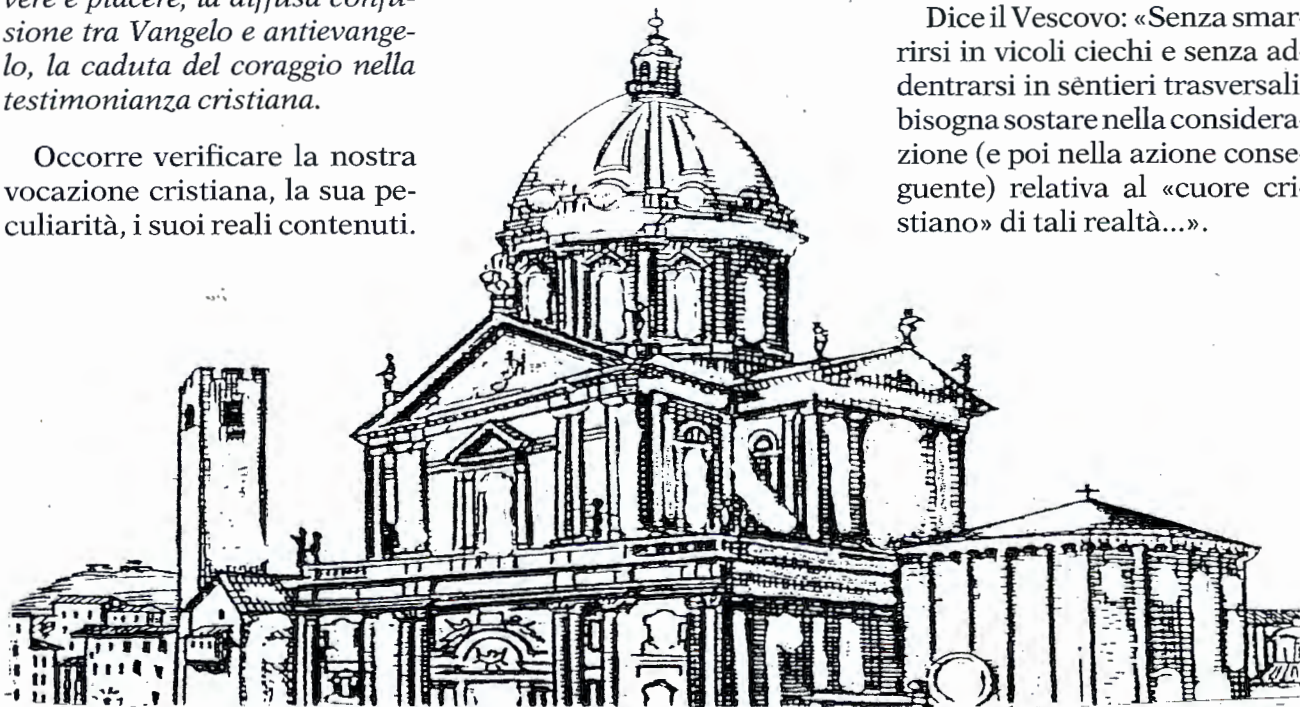 vere e piacere, la diffusa confu-
sione tra Vangelo e antievange-
lo, la caduta del coraggio nella
testimonianza cristiana.
Occorre verificare la nostra
vocazione cristiana, la sua pe-
culiarità, i suoi reali contenuti.
Dice il Vescovo: «Senza smar-
rirsi in vicoli ciechi e senza ad-
dentrarsi in sentieri trasversali
bisogna sostare nella considera-
zione (e poi nella azione conse-
guente) relativa al «cuore cri-
stiano» di tali realtà...».